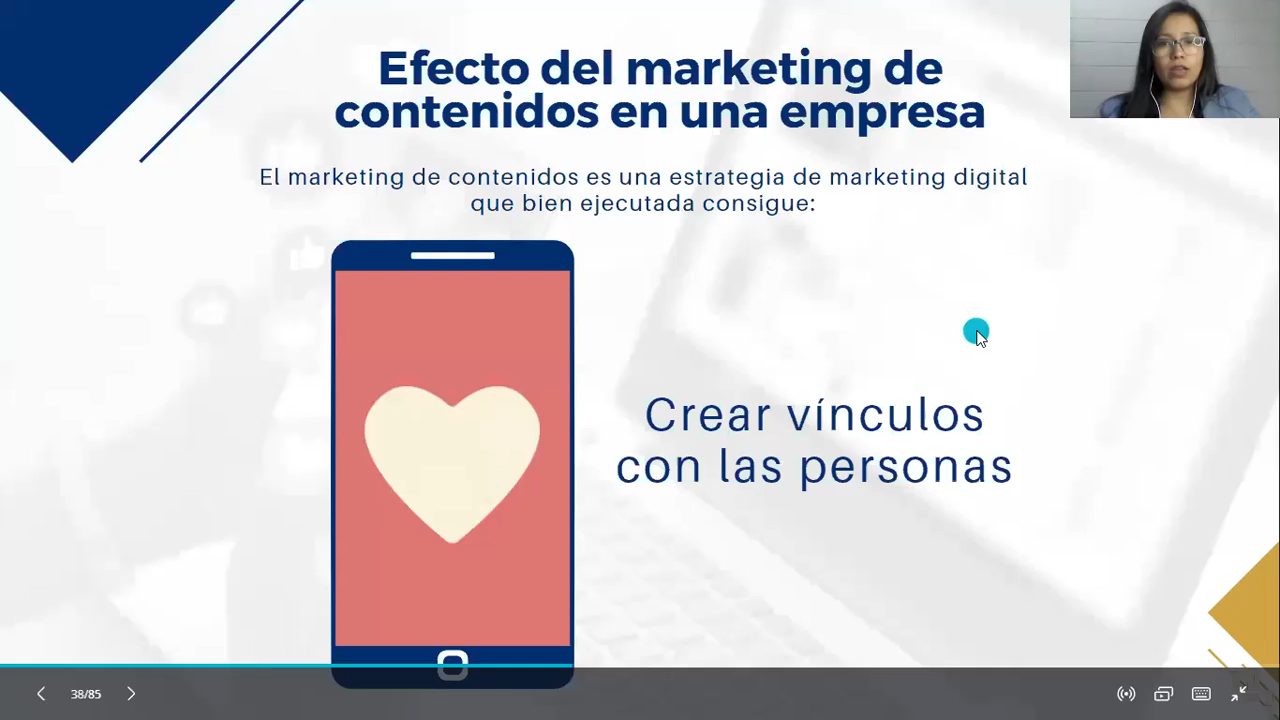 Efecto del marketing de
contenidos en una empresa
El marketing de contenidos es una estrategia de marketing digital
que bien ejecutada consigue:
Crear vínculos
con las personas
38/85